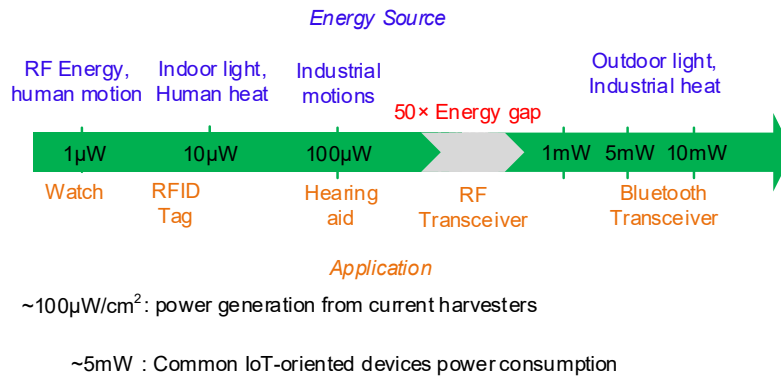 Energy Source
RF Energy,
human motion
Indoor light,
Human heat
Industrial
motions
50× Energy gap
Outdoor light,
Industrial heat
1µW
10µW
100µW
1mW
5mW
10mW
Watch
RFID
Tag
Hearing
aid
RF
Transceiver
Bluetooth
Transceiver
Application
~100µW/cm²: power generation from current harvesters
~5mW : Common IoT-oriented devices power consumption